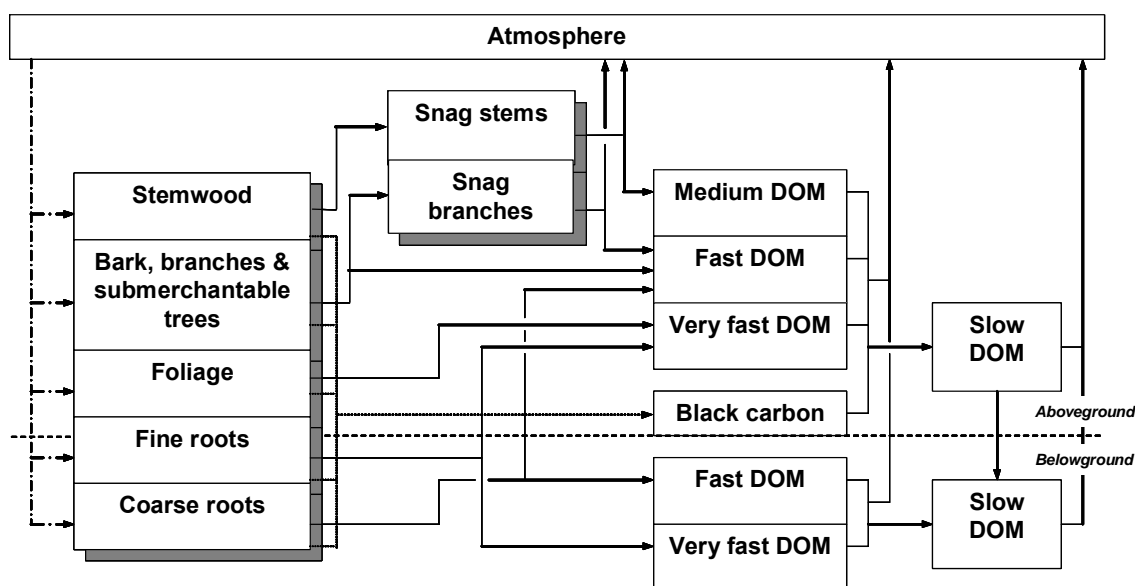 Atmosphere
Snag stems
Snag
branches
Stemwood
Bark, branches &
submerchantable
trees
Foliage
Fine roots
Coarse roots
Medium DOM
Fast DOM
Very fast DOM
Black carbon
Slow
DOM
Aboveground
Belowground
Fast DOM
Very fast DOM
Slow
DOM